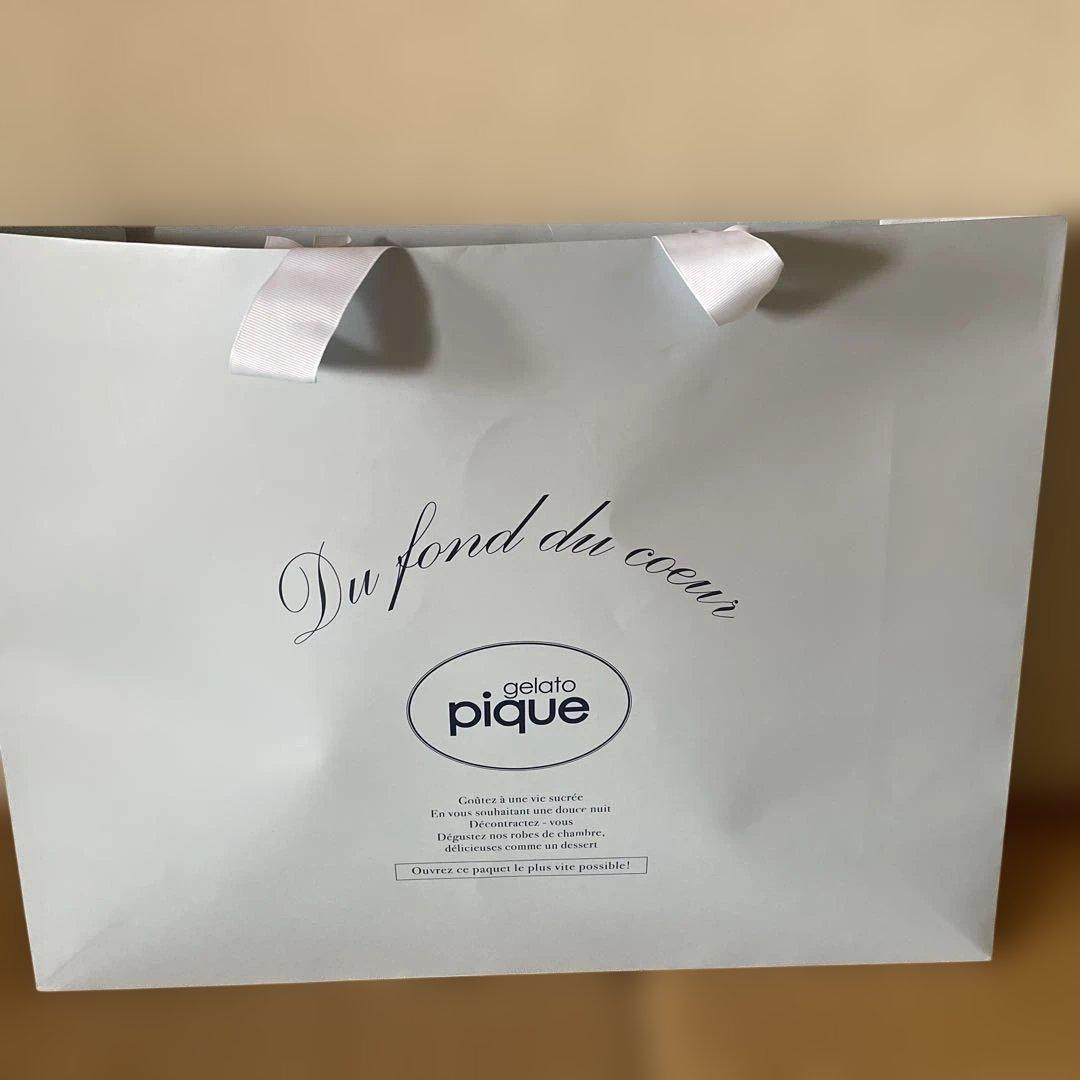 Du fond du coeur
gelato
pique
Goûtez à une vie sucrée
En vous souhaitant une douce nuit
Décontractez - vous
Dégustez nos robes de chambre,
délicieuses comme un dessert
Ouvrez ce paquet le plus vite possible!